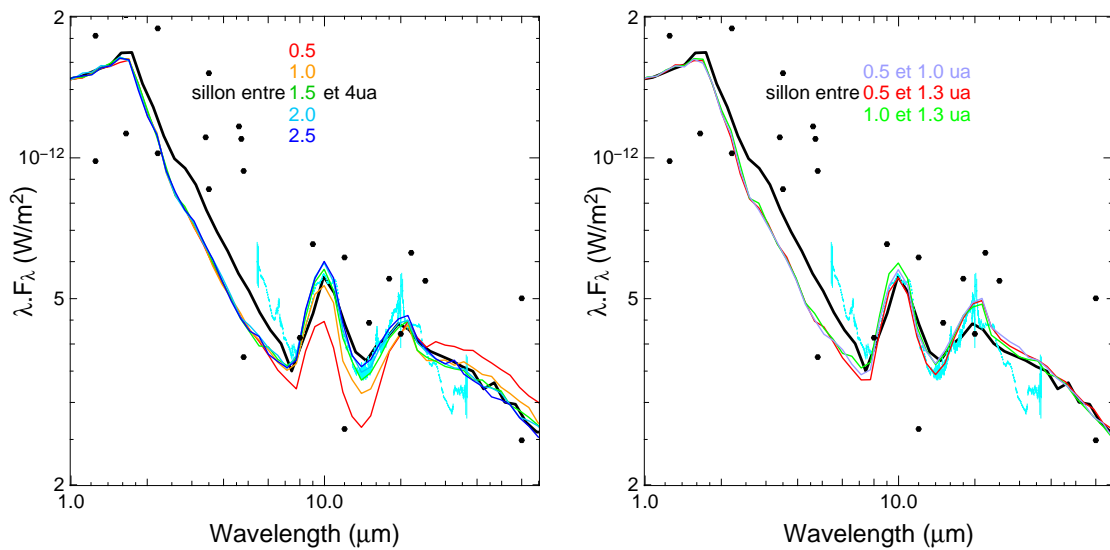 2
10⁻¹²
5
2
λ.Fλ (W/m²)
0.5
1.0
sillon entre 1.5 et 4ua
2.0
2.5
1.0
10.0
Wavelength (μm)
2
10⁻¹²
5
2
λ.Fλ (W/m²)
0.5 et 1.0 ua
sillon entre 0.5 et 1.3 ua
1.0 et 1.3 ua
1.0
10.0
Wavelength (μm)